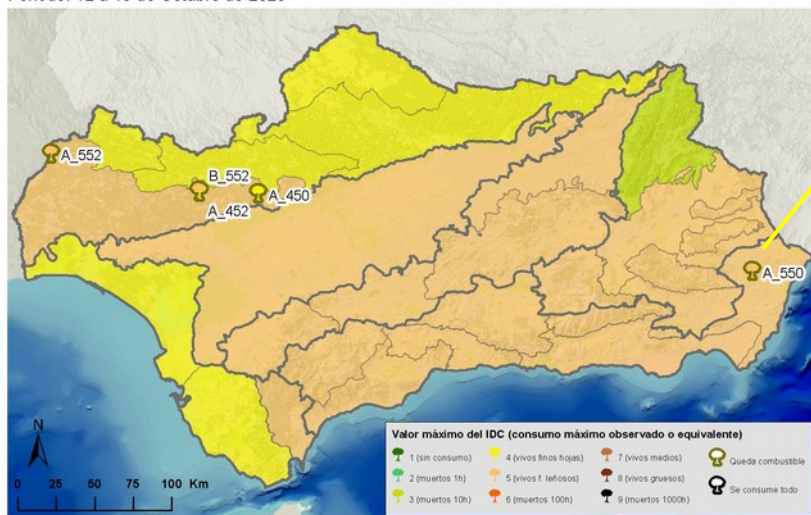 A_552
B_552
A_450
A_452
A_550
N
0 25 50 100 Km
Valor máximo del IDC (consumo máximo observado o equivalente)
1 (sin consumo) 4 (vivos finos hojas) 7 (vivos medios) Queda combustible
2 (muertos 1h) 5 (vivos f. leñosos) 8 (vivos gruesos)
3 (muertos 10h) 6 (muertos 100h) 9 (muertos 1000h) Se consume todo